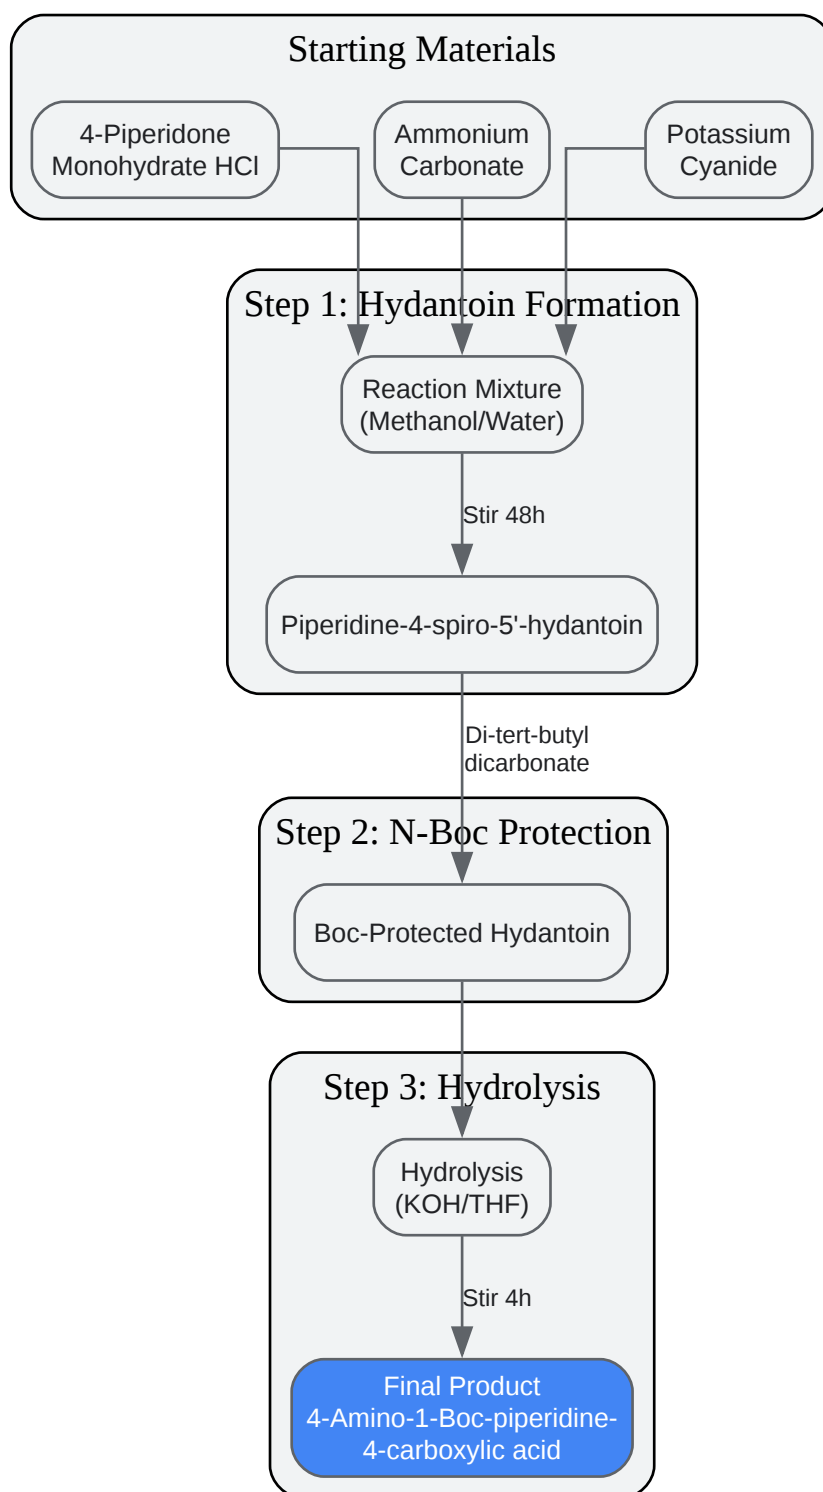 Starting Materials
4-Piperidone
Monohydrate HCl
Ammonium
Carbonate
Potassium
Cyanide
Step 1: Hydantoin Formation
Reaction Mixture
(Methanol/Water)
Stir 48h
Piperidine-4-spiro-5'-hydantoin
Di-tert-butyl
dicarbonate
Step 2: N-Boc Protection
Boc-Protected Hydantoin
Step 3: Hydrolysis
Hydrolysis
(KOH/THF)
Stir 4h
Final Product
4-Amino-1-Boc-piperidine-
4-carboxylic acid